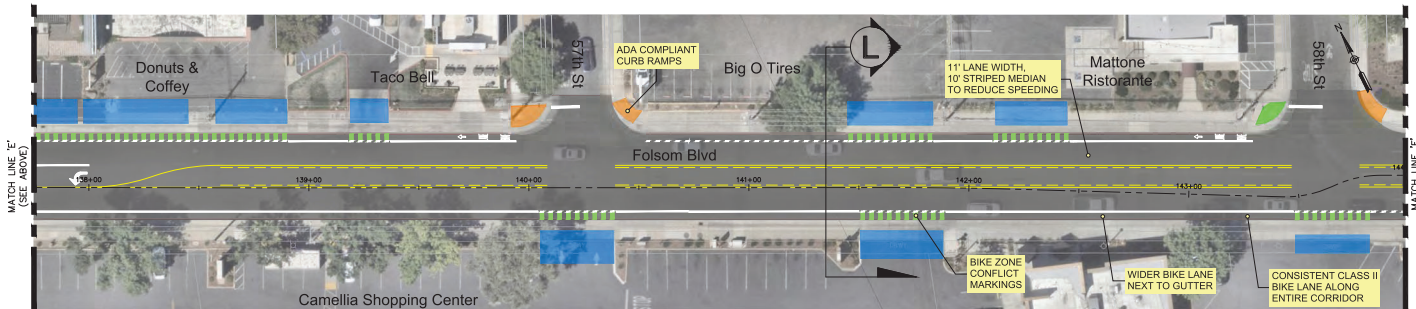 MATCH LINE "E"
(SEE ABOVE)
Donuts &
Coffey
Taco Bell
57th St
ADA COMPLIANT
CURB RAMPS
Big O Tires
L
11' LANE WIDTH,
10' STRIPED MEDIAN
TO REDUCE SPEEDING
Mattone
Ristorante
58th St
N
Folsom Blvd
138+00
139+00
140+00
141+00
142+00
143+00
MATCH LINE "F"
Camellia Shopping Center
BIKE ZONE
CONFLICT
MARKINGS
WIDER BIKE LANE
NEXT TO GUTTER
CONSISTENT CLASS II
BIKE LANE ALONG
ENTIRE CORRIDOR